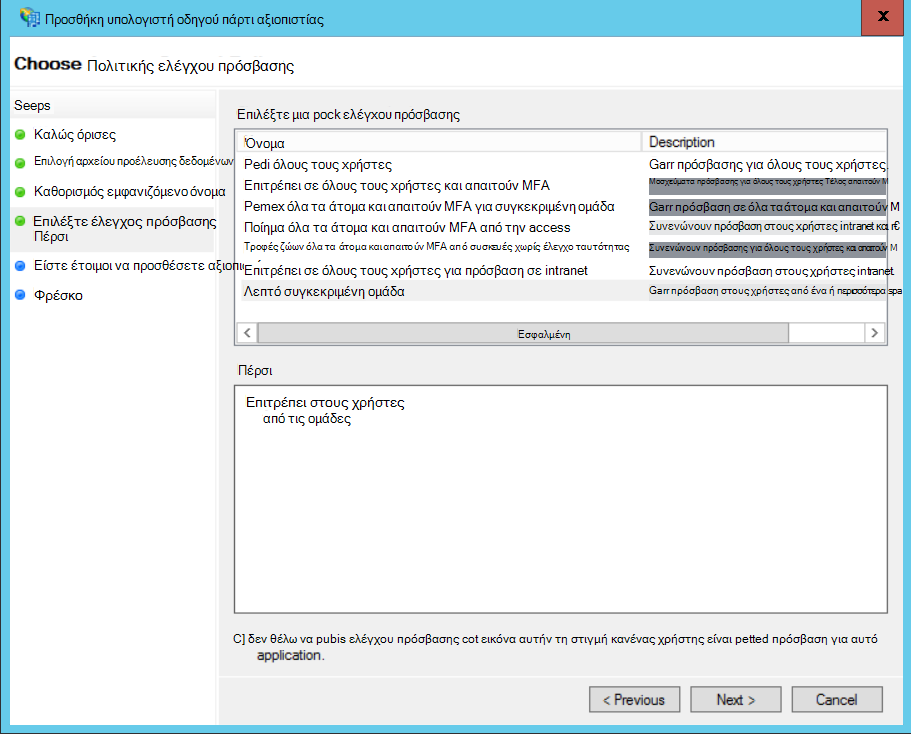 Προσθήκη υπολογιστή οδηγού πάρτι αξιοπιστίας
x
Choose Πολιτικής ελέγχου πρόσβασης
Seeps
Καλώς όρισες
Επιλογή αρχείου προέλευσης δεδομένων
Καθορισμός εμφανιζόμενο όνομα
Επιλέξτε έλεγχος πρόσβασης
Πέρσι
Είστε έτοιμοι να προσθέσετε αξιοπι
Φρέσκο
Επιλέξτε μια pock ελέγχου πρόσβασης
Όνομα Description
Pedi όλους τους χρήστες Garr πρόσβασης για όλους τους χρήστες.
Επιτρέπει σε όλους τους χρήστες και απαιτούν MFA Μοσχεύματα πρόσβασης για όλους τους χρήστες Τέλος απαιτούν M
Pemex όλα τα άτομα και απαιτούν MFA για συγκεκριμένη ομάδα Garr πρόσβαση σε όλα τα άτομα και απαιτούν M
Ποίημα όλα τα άτομα και απαιτούν MFA από την access Συνενώνουν πρόσβαση στους χρήστες intranet και r€
Τροφές ζώων όλα τα άτομα και απαιτούν MFA από συσκευές χωρίς έλεγχο ταυτότητας Συνενώνουν πρόσβασης για όλους τους χρήστες και απαιτούν M
Επιτρέπει σε όλους τους χρήστες για πρόσβαση σε intranet Συνενώνουν πρόσβαση στους χρήστες intranet.
Λεπτό συγκεκριμένη ομάδα Garr πρόσβαση στους χρήστες από ένα ή περισσότερα spa
Εσφαλμένη
Πέρσι
Επιτρέπει στους χρήστες
από τις ομάδες
C] δεν θέλω να pubis ελέγχου πρόσβασης cot εικόνα αυτήν τη στιγμή κανένας χρήστης είναι petted πρόσβαση για αυτό
application.
< Previous Next > Cancel